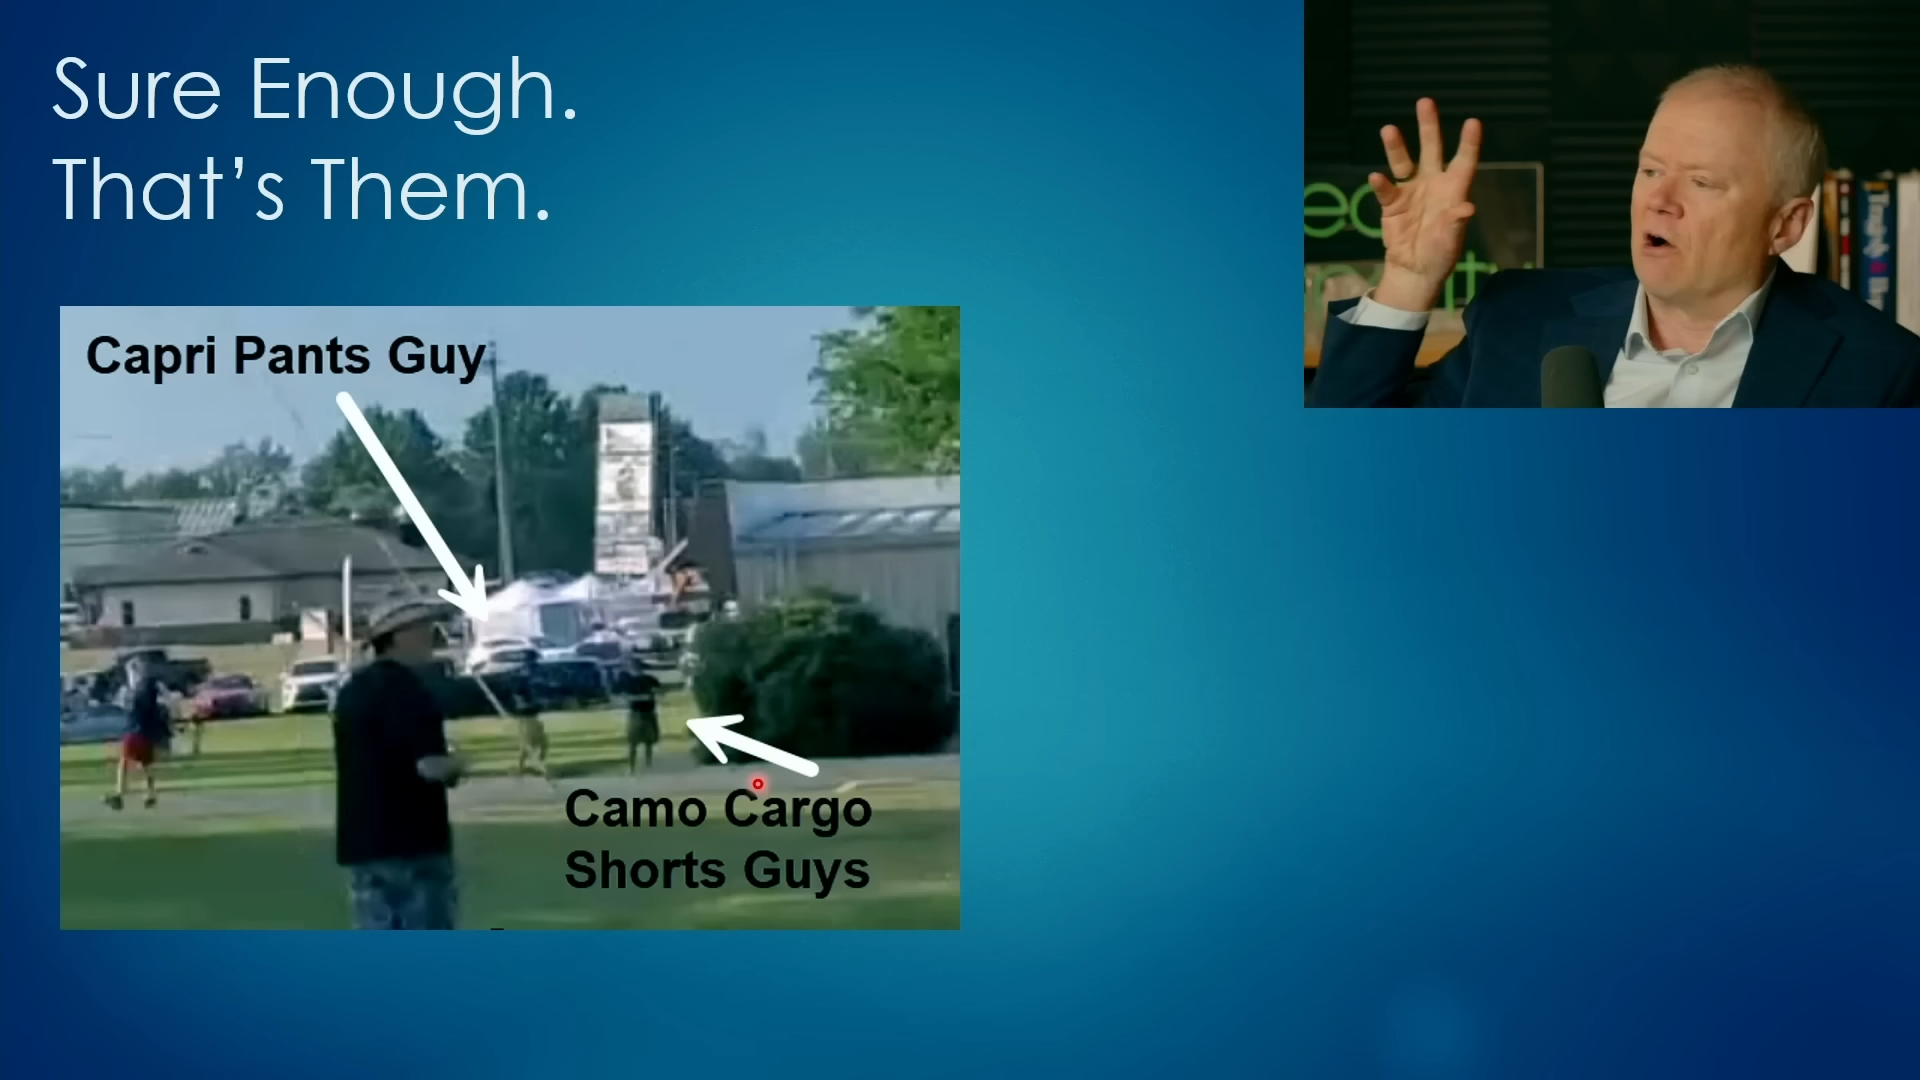 Sure Enough.
That's Them.
Capri Pants Guy
Camo Cargo
Shorts Guys